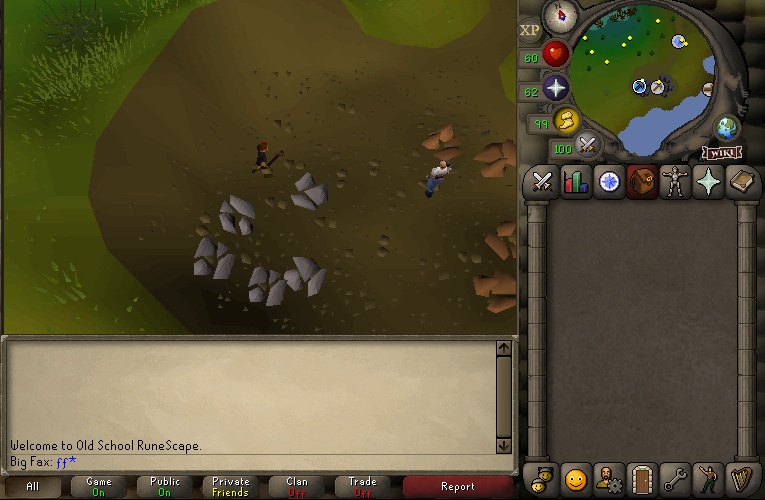 XP
60
62
99
100
WIKI
Welcome to Old School RuneScape.
Big Fax: ff*
All
Game
On
Public
On
Private
Friends
Clan
Off
Trade
Off
Report